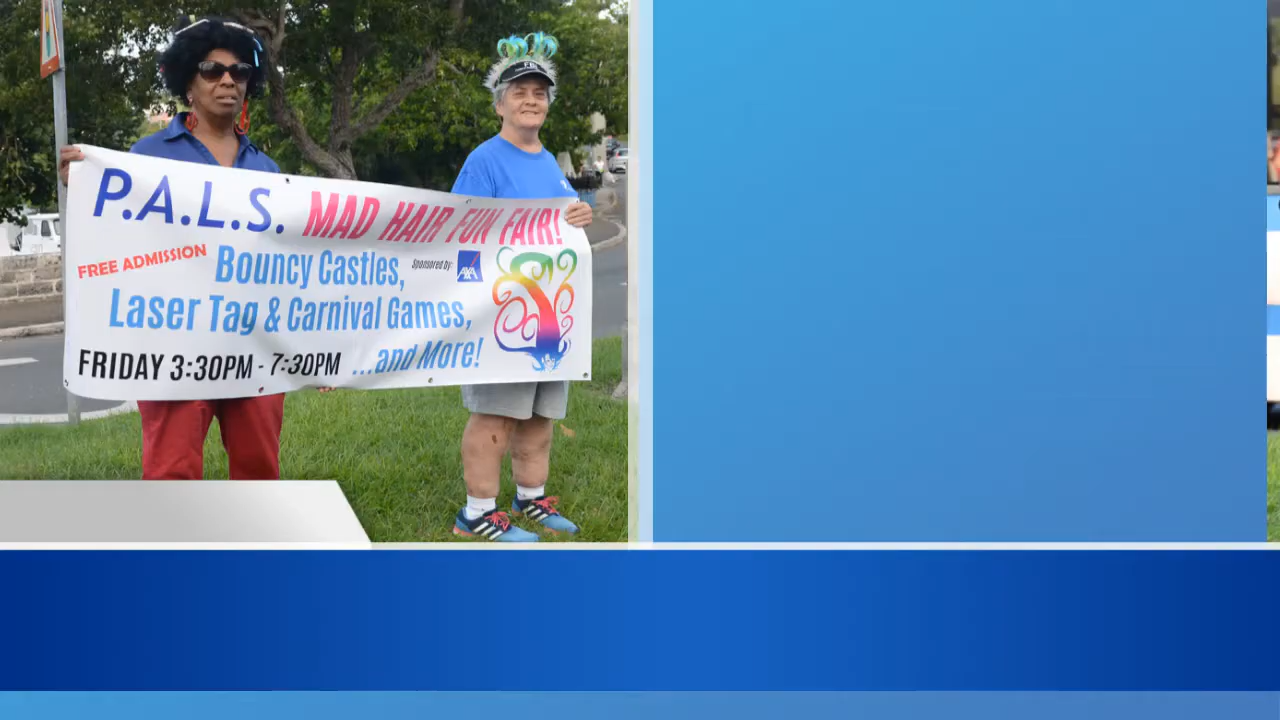 P.A.L.S. MAD HAIR FUN FAIR!
FREE ADMISSION Bouncy Castles, Sponsored by: AXA
Laser Tag & Carnival Games,
FRIDAY 3:30PM - 7:30PM ...and More!